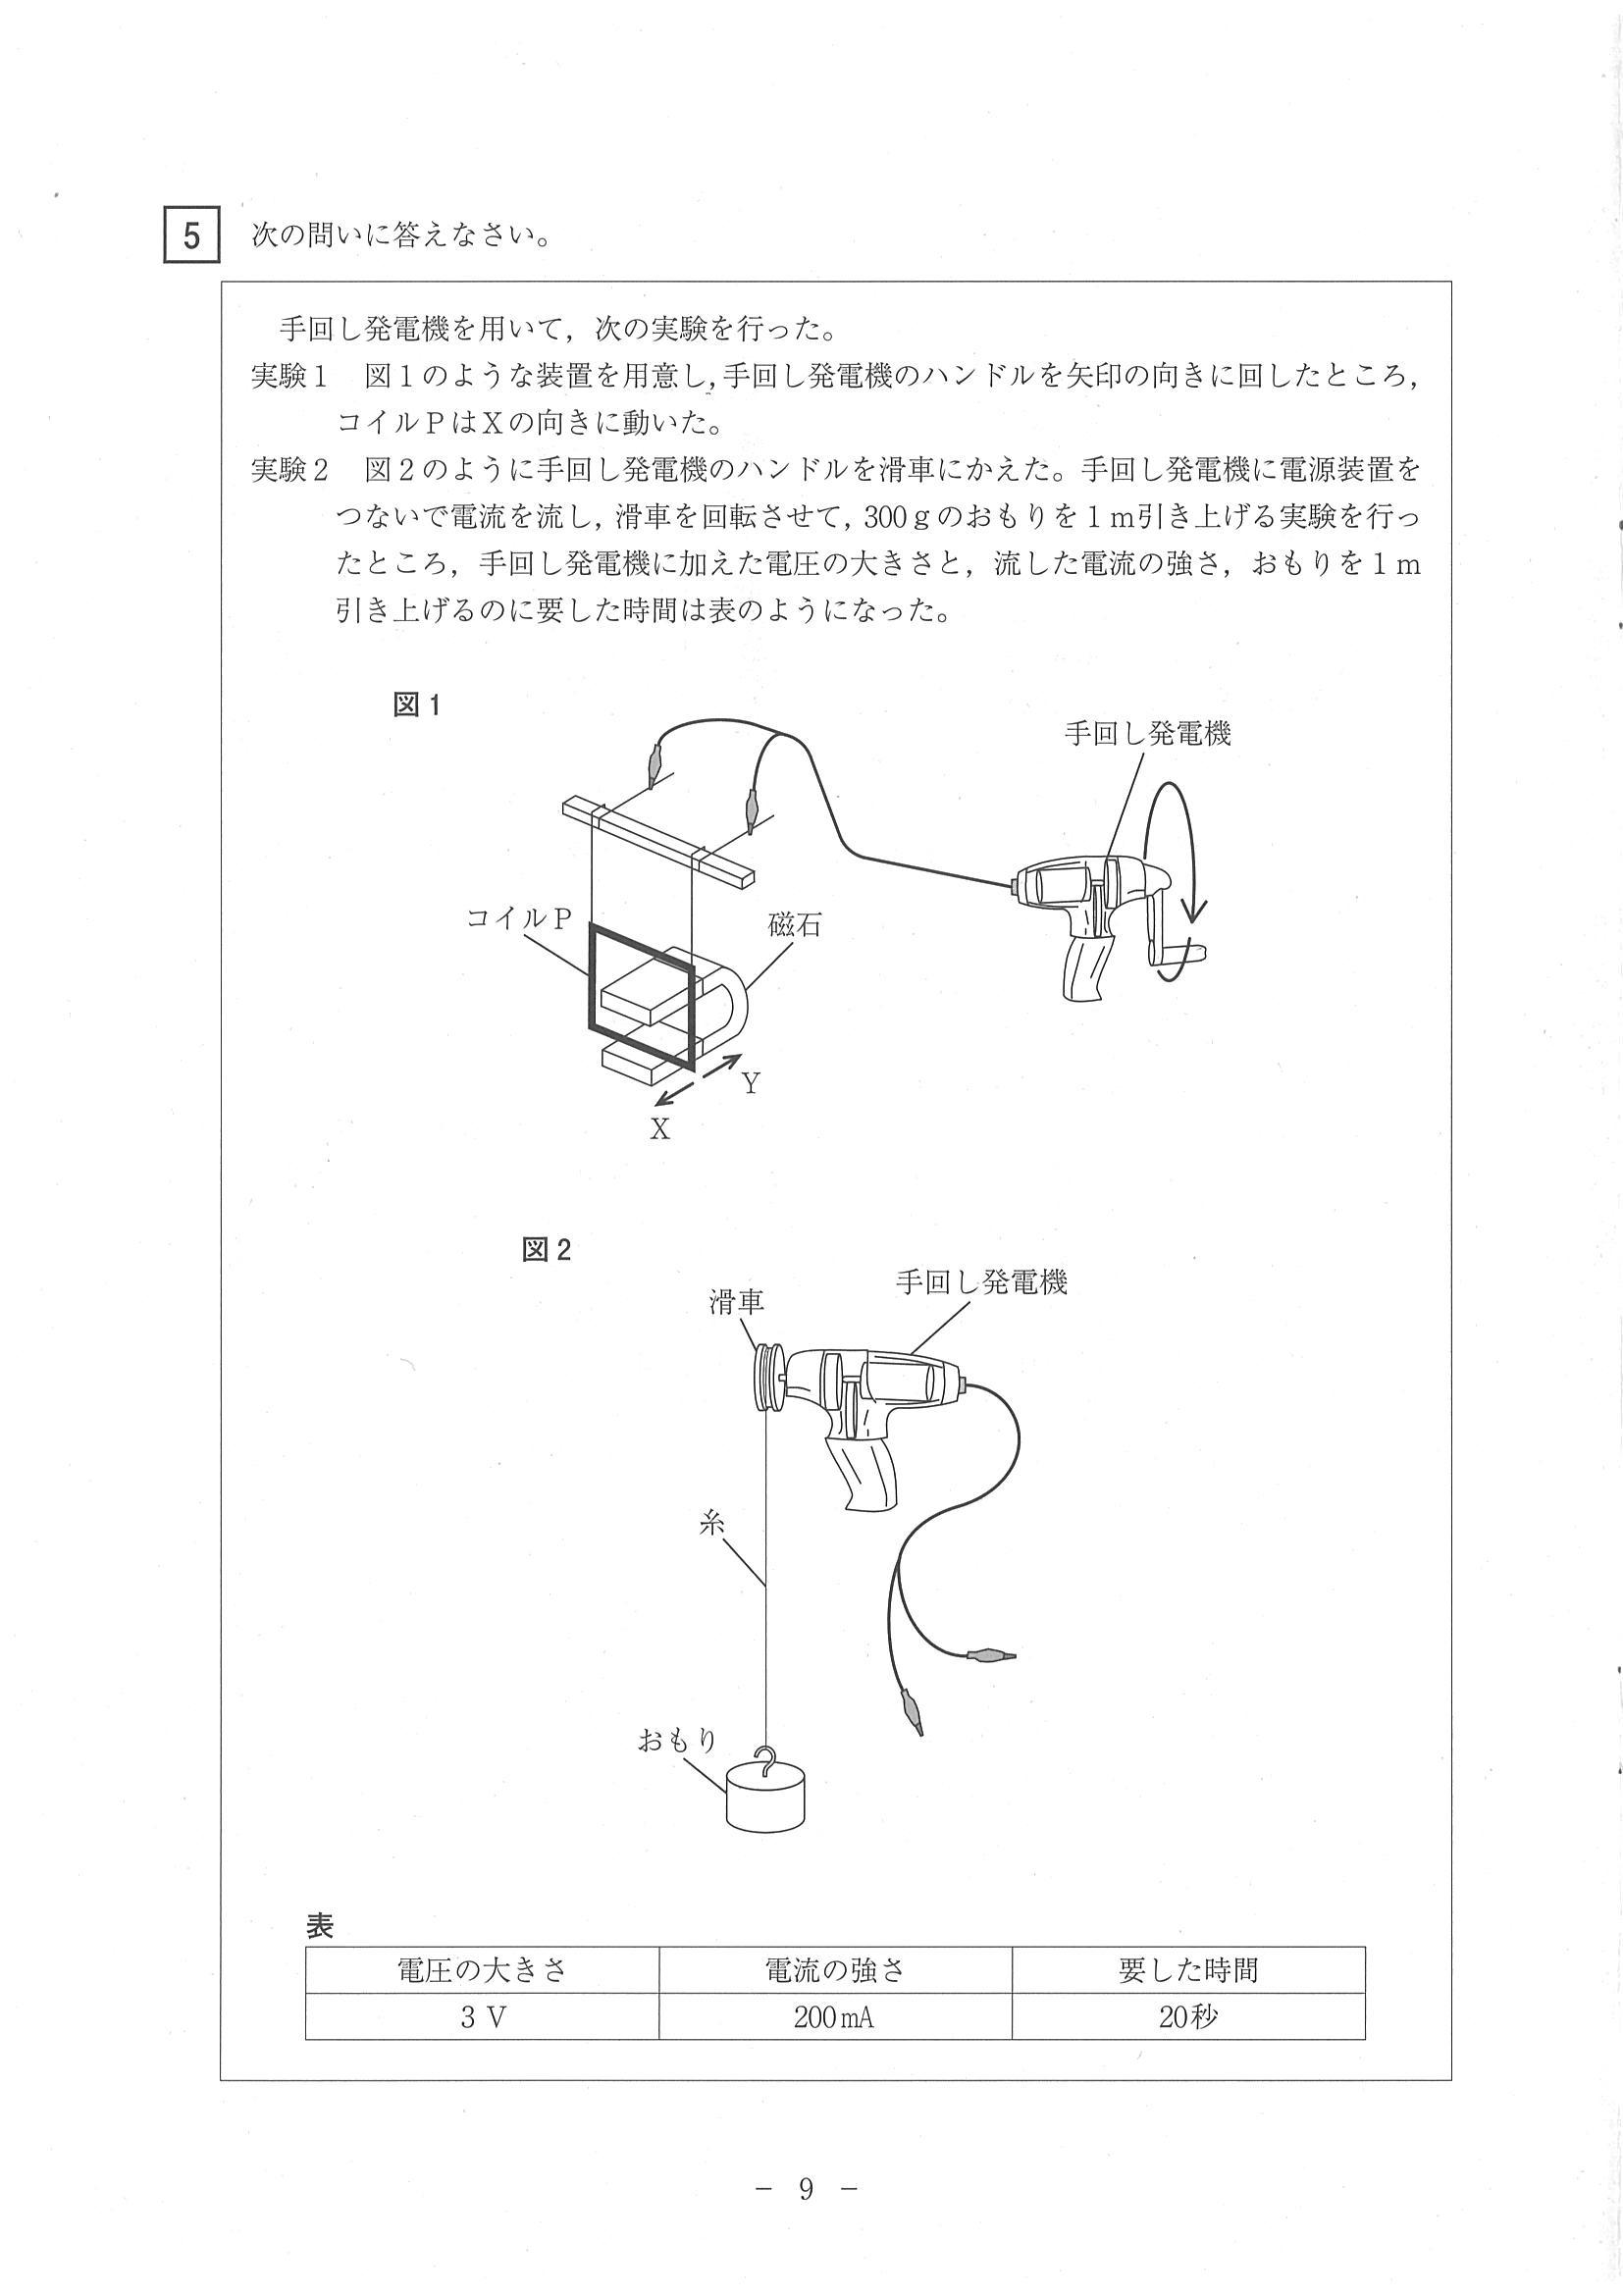 5 次の問いに答えなさい。
手回し発電機を用いて，次の実験を行った。
実験１　図１のような装置を用意し，手回し発電機のハンドルを矢印の向きに回したところ，
コイルＰはＸの向きに動いた。
実験２　図２のように手回し発電機のハンドルを滑車にかえた。手回し発電機に電源装置を
つないで電流を流し，滑車を回転させて，300ｇのおもりを１ｍ引き上げる実験を行っ
たところ，手回し発電機に加えた電圧の大きさと，流した電流の強さ，おもりを１ｍ
引き上げるのに要した時間は表のようになった。
図１
手回し発電機
コイルＰ
磁石
Ｙ
Ｘ
図２
手回し発電機
滑車
糸
おもり
表
電圧の大きさ 電流の強さ 要した時間
３Ｖ 200mA 20秒
－ 9 －